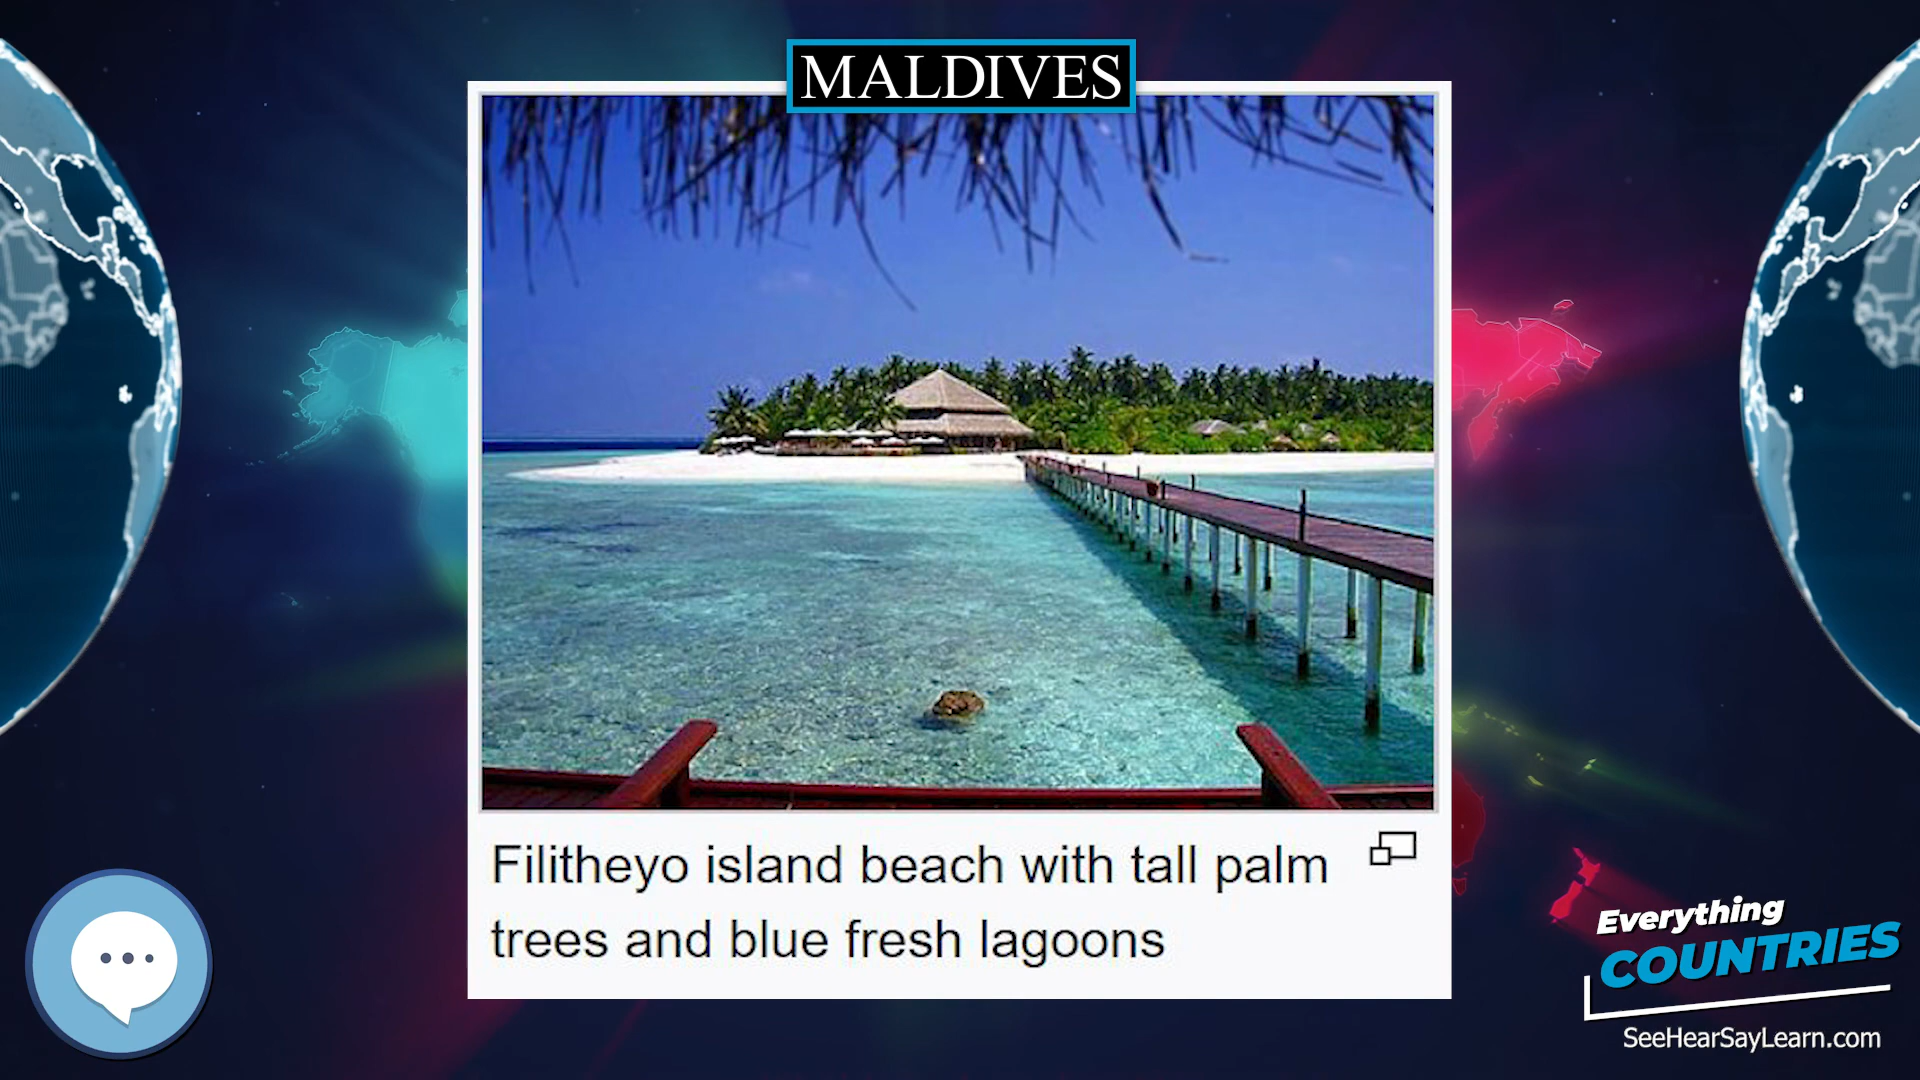 MALDIVES
Filitheyo island beach with tall palm
trees and blue fresh lagoons
Everything
COUNTRIES
SeeHearSayLearn.com